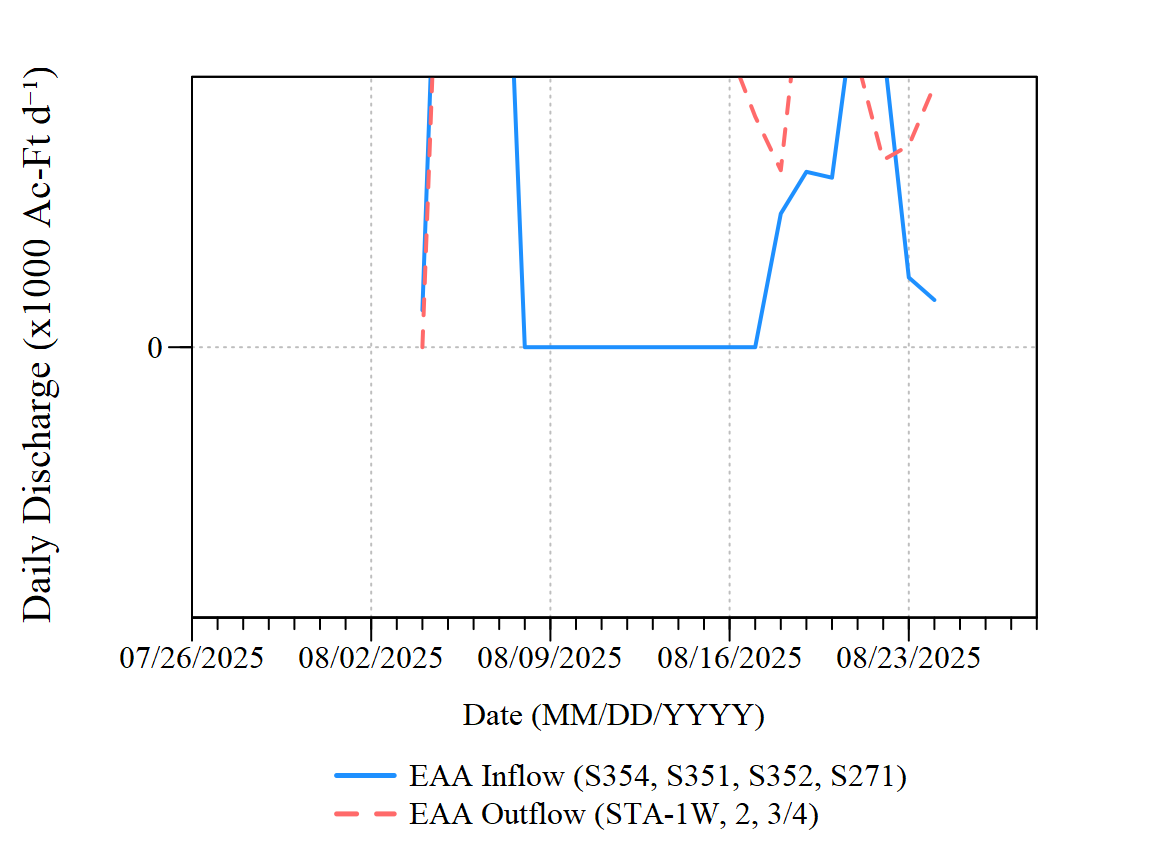 Daily Discharge (x1000 Ac-Ft d⁻¹)
0
07/26/2025 08/02/2025 08/09/2025 08/16/2025 08/23/2025
Date (MM/DD/YYYY)
EAA Inflow (S354, S351, S352, S271)
EAA Outflow (STA-1W, 2, 3/4)